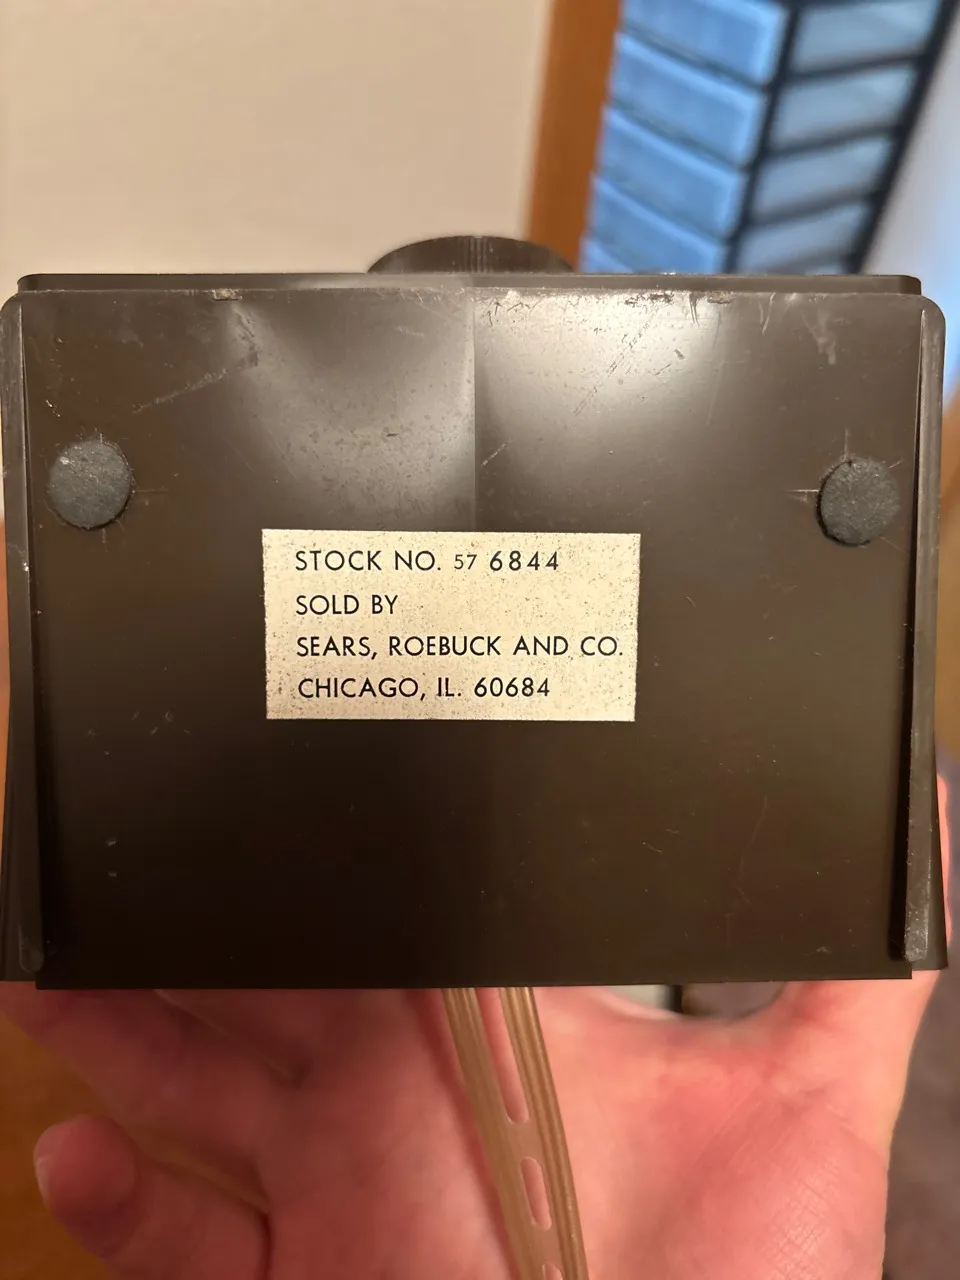 STOCK NO. 57 6844
SOLD BY
SEARS, ROEBUCK AND CO.
CHICAGO, IL. 60684